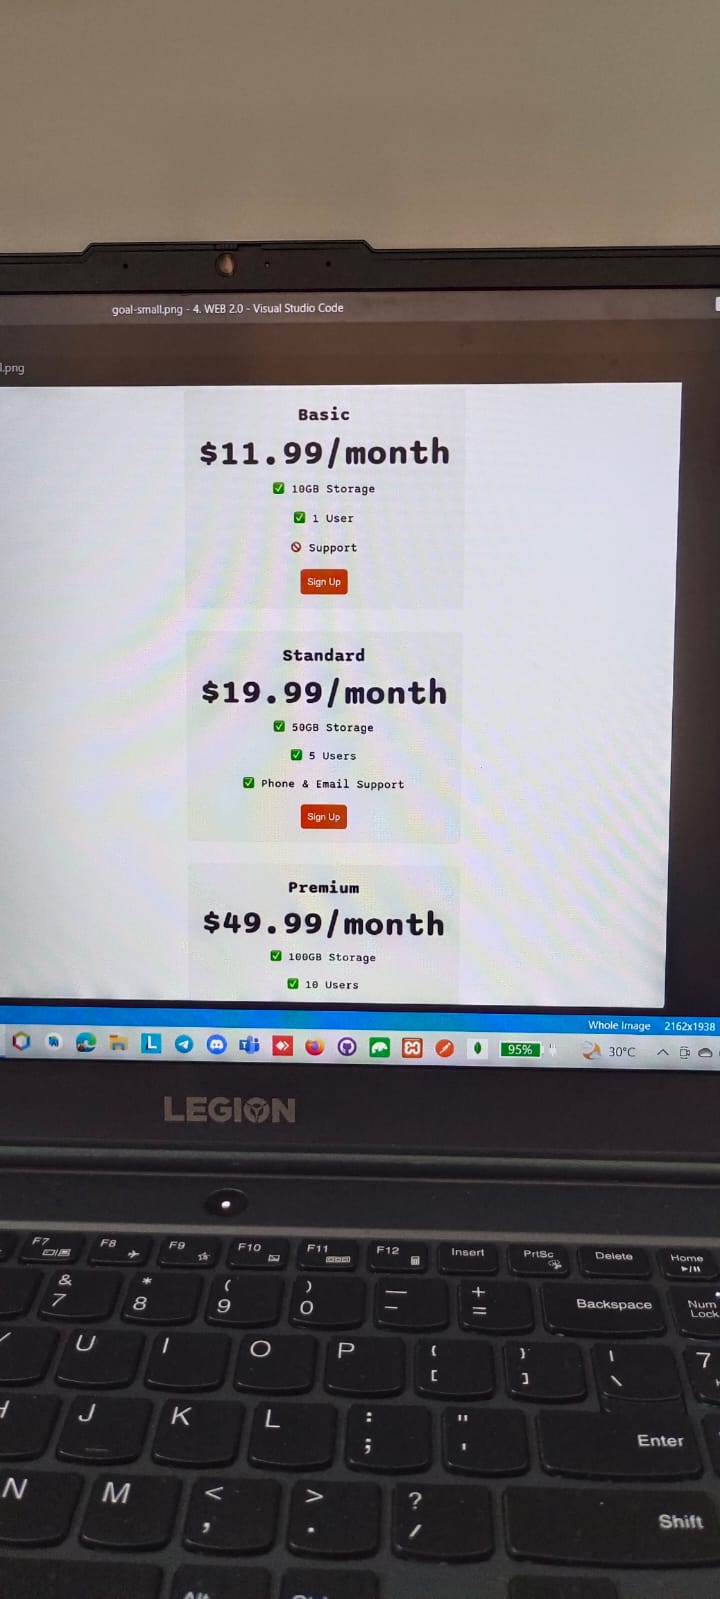 goal-small.png - 4. WEB 2.0 - Visual Studio Code
l.png
Basic
$11.99/month
✅ 10GB Storage
✅ 1 User
🚫 Support
Sign Up
Standard
$19.99/month
✅ 50GB Storage
✅ 5 Users
✅ Phone & Email Support
Sign Up
Premium
$49.99/month
✅ 100GB Storage
✅ 10 Users
Whole Image 2162x1938
95% 30°C
LEGION
F7 F8 F9 F10 F11 F12 Insert PrtSc Delete Home
& * ( ) — +
7 8 9 0 - = Backspace Num Lock
U I O P { [ } ] | \ 7
H J K L : ; " ' Enter
N M < , > . ? / Shift